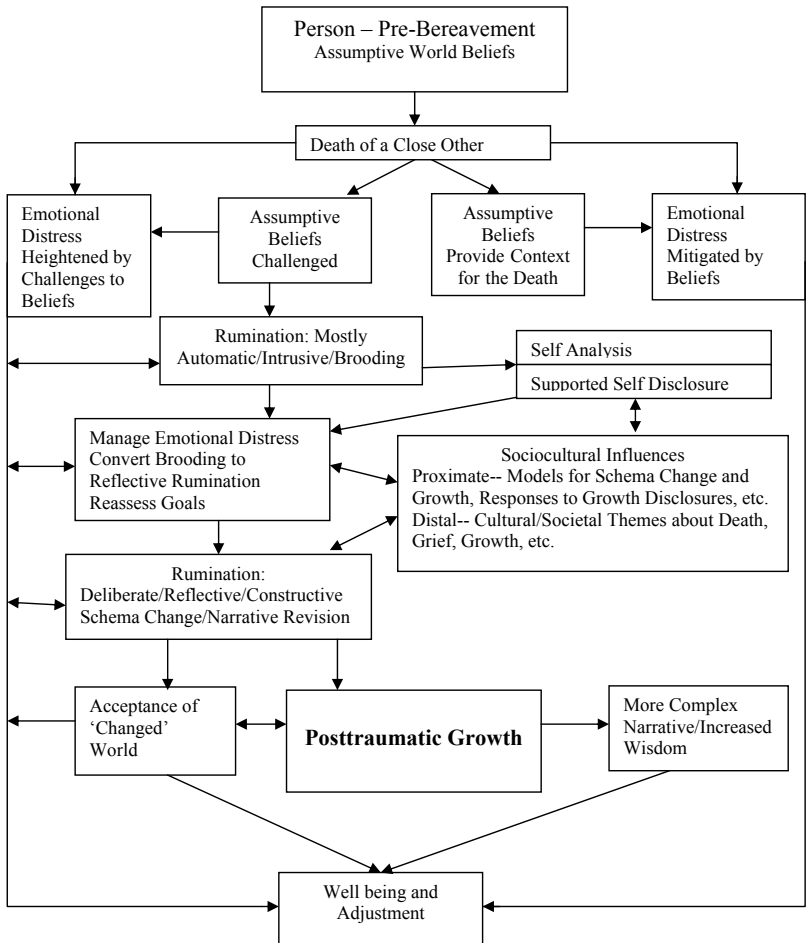 Person – Pre-Bereavement
Assumptive World Beliefs
Death of a Close Other
Emotional
Distress
Heightened by
Challenges to
Beliefs
Assumptive
Beliefs
Challenged
Assumptive
Beliefs
Provide Context
for the Death
Emotional
Distress
Mitigated by
Beliefs
Rumination: Mostly
Automatic/Intrusive/Brooding
Self Analysis
Supported Self Disclosure
Manage Emotional Distress
Convert Brooding to
Reflective Rumination
Reassess Goals
Sociocultural Influences
Proximate-- Models for Schema Change and
Growth, Responses to Growth Disclosures, etc.
Distal-- Cultural/Societal Themes about Death,
Grief, Growth, etc.
Rumination:
Deliberate/Reflective/Constructive
Schema Change/Narrative Revision
Acceptance of
‘Changed’
World
Posttraumatic Growth
More Complex
Narrative/Increased
Wisdom
Well being and
Adjustment